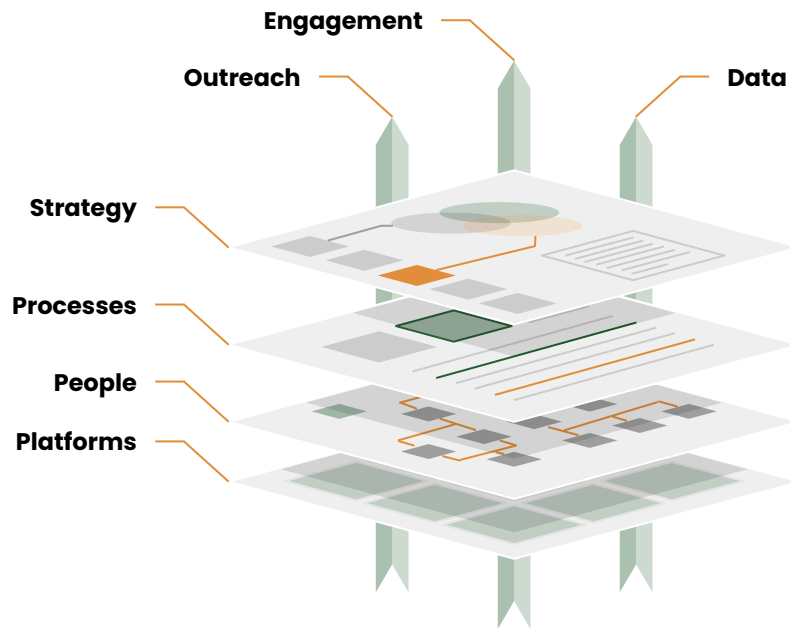 Engagement
Outreach
Data
Strategy
Processes
People
Platforms